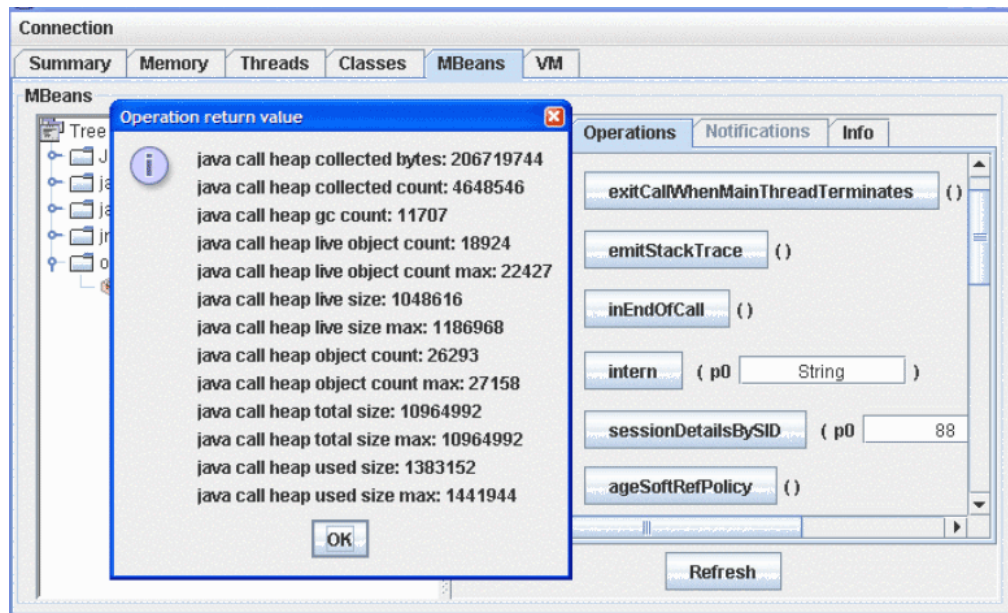 Connection
Summary Memory Threads Classes MBeans VM
MBeans
Operation return value
java call heap collected bytes: 206719744
java call heap collected count: 4648546
java call heap gc count: 11707
java call heap live object count: 18924
java call heap live object count max: 22427
java call heap live size: 1048616
java call heap live size max: 1186968
java call heap object count: 26293
java call heap object count max: 27158
java call heap total size: 10964992
java call heap total size max: 10964992
java call heap used size: 1383152
java call heap used size max: 1441944
OK
Tree
J
ja
ja
jr
o
Operations Notifications Info
exitCallWhenMainThreadTerminates ()
emitStackTrace ()
inEndOfCall ()
intern ( p0 String )
sessionDetailsBySID ( p0 88
ageSoftRefPolicy ()
Refresh